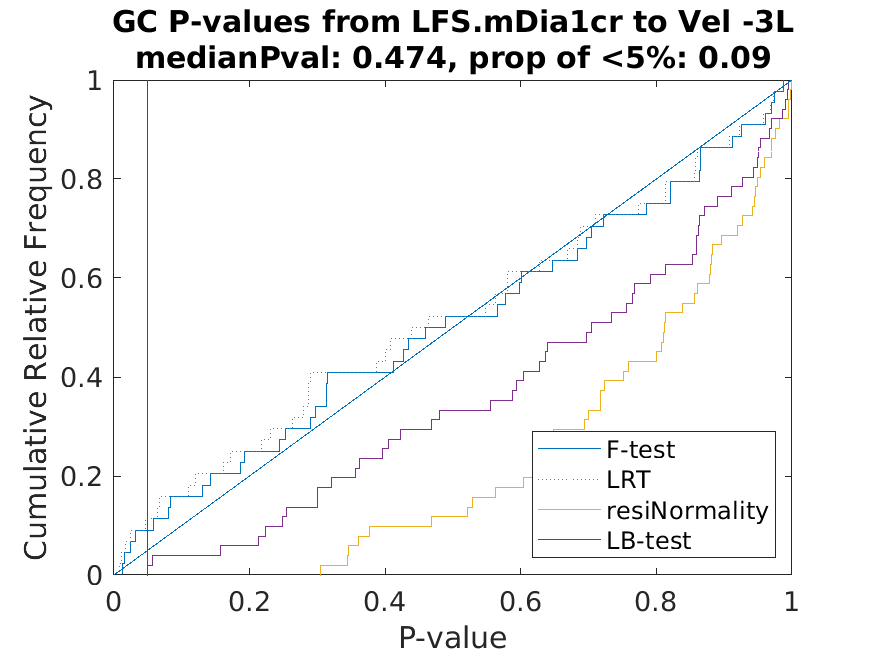 GC P-values from LFS.mDia1cr to Vel -3L
medianPval: 0.474, prop of <5%: 0.09
1
0.8
0.6
0.4
0.2
0
Cumulative Relative Frequency
F-test
LRT
resiNormality
LB-test
0 0.2 0.4 0.6 0.8 1
P-value